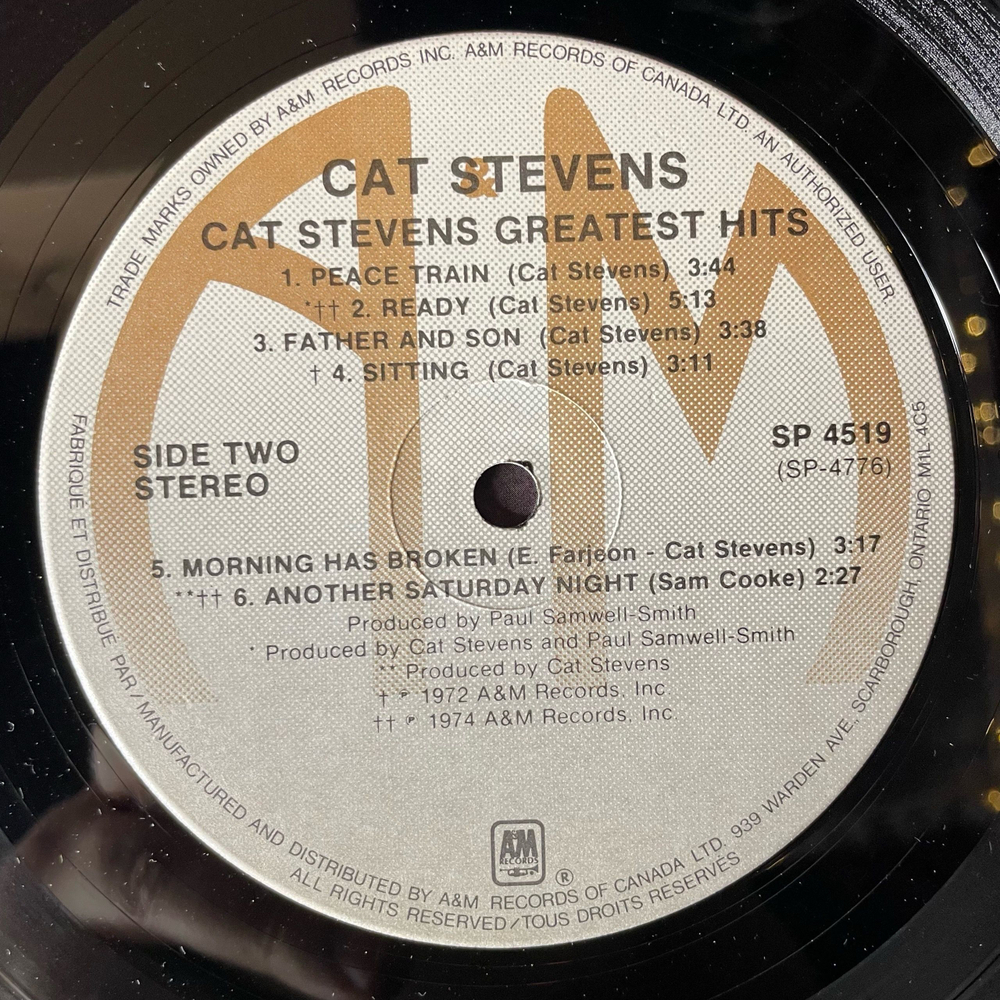 TRADE MARKS OWNED BY A&M RECORDS INC. A&M RECORDS OF CANADA LTD. AN AUTHORIZED USER
&
CAT STEVENS
CAT STEVENS GREATEST HITS
1. PEACE TRAIN (Cat Stevens) 3:44
*†† 2. READY (Cat Stevens) 5:13
3. FATHER AND SON (Cat Stevens) 3:38
† 4. SITTING (Cat Stevens) 3:11
SIDE TWO
STEREO
SP 4519
(SP-4776)
5. MORNING HAS BROKEN (E. Farjeon - Cat Stevens) 3:17
**†† 6. ANOTHER SATURDAY NIGHT (Sam Cooke) 2:27
Produced by Paul Samwell-Smith
* Produced by Cat Stevens and Paul Samwell-Smith
** Produced by Cat Stevens
† ℗ 1972 A&M Records, Inc
†† ℗ 1974 A&M Records, Inc.
A&M
RECORDS
®
FABRIQUE ET DISTRIBUE PAR / MANUFACTURED AND DISTRIBUTED BY A&M RECORDS OF CANADA LTD. 939 WARDEN AVE., SCARBOROUGH, ONTARIO M1L 4C5
ALL RIGHTS RESERVED/TOUS DROITS RESERVES